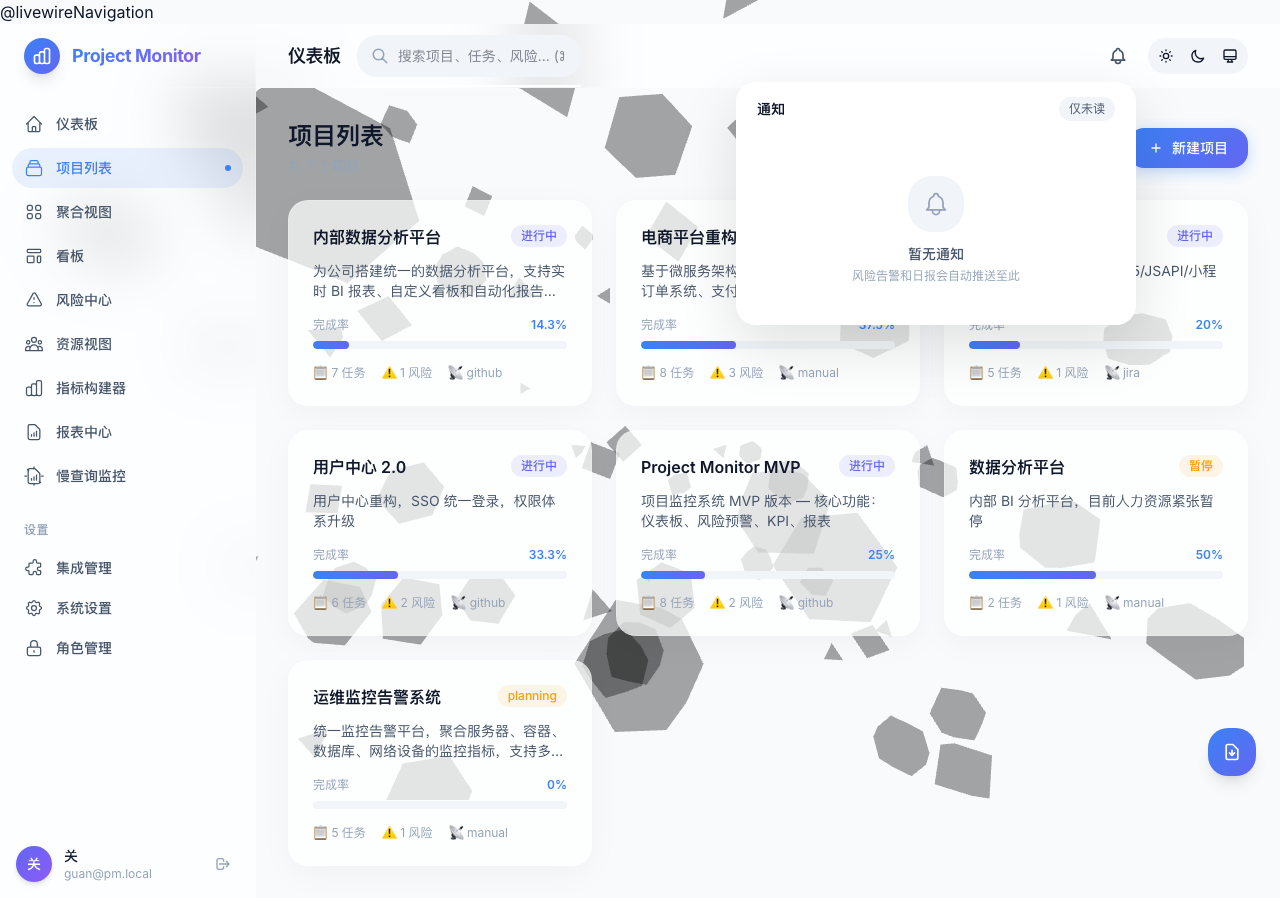 @livewireNavigation
Project Monitor
仪表板
搜索项目、任务、风险... (
通知
仅未读
暂无通知
风险告警和日报会自动推送至此
仪表板
项目列表
聚合视图
看板
风险中心
资源视图
指标构建器
报表中心
慢查询监控
设置
集成管理
系统设置
角色管理
关
关
guan@pm.local
项目列表
新建项目
内部数据分析平台
进行中
为公司搭建统一的数据分析平台，支持实
时 BI 报表、自定义看板和自动化报告...
完成率
14.3%
7 任务
1 风险
github
电商平台重构
基于微服务架构
订单系统、支付
完成率
37.5%
8 任务
3 风险
manual
进行中
/JSAPI/小程
完成率
20%
5 任务
1 风险
jira
用户中心 2.0
进行中
用户中心重构，SSO 统一登录，权限体
系升级
完成率
33.3%
6 任务
2 风险
github
Project Monitor MVP
进行中
项目监控系统 MVP 版本 — 核心功能：
仪表板、风险预警、KPI、报表
完成率
25%
8 任务
2 风险
github
数据分析平台
暂停
内部 BI 分析平台，目前人力资源紧张暂
停
完成率
50%
2 任务
1 风险
manual
运维监控告警系统
planning
统一监控告警平台，聚合服务器、容器、
数据库、网络设备的监控指标，支持多...
完成率
0%
5 任务
1 风险
manual